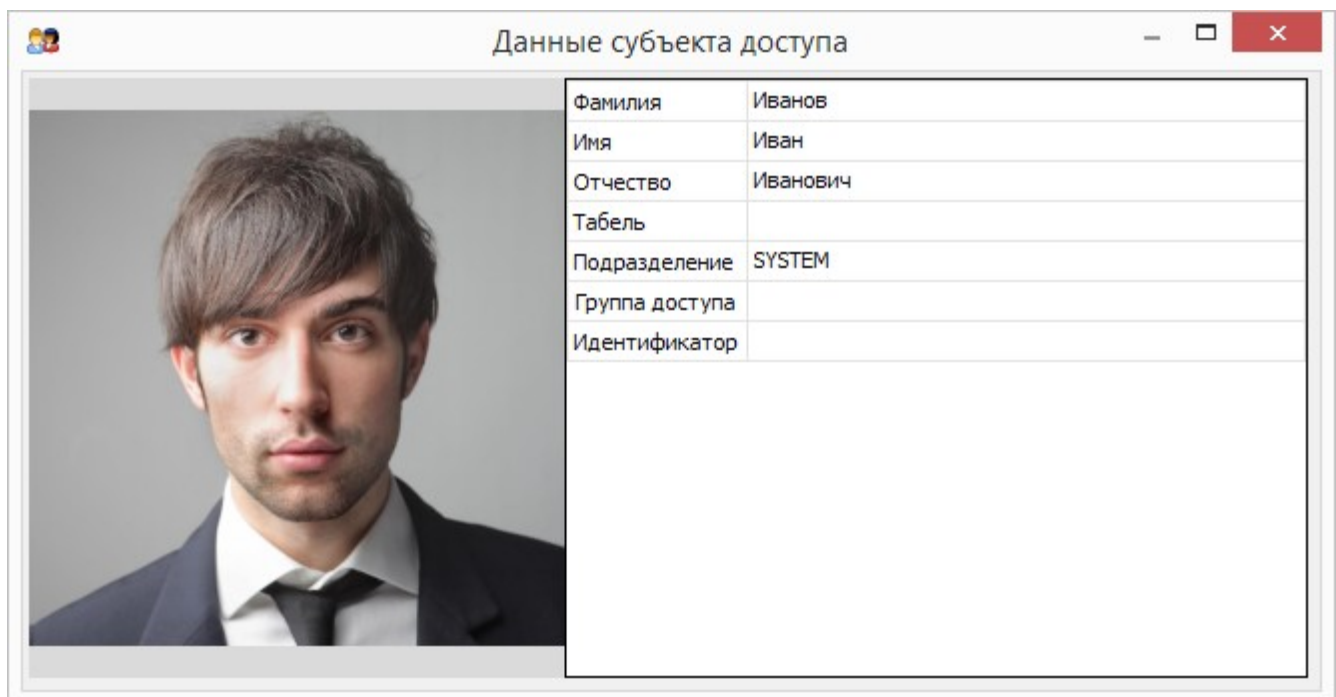 Данные субъекта доступа
Фамилия Иванов
Имя Иван
Отчество Иванович
Табель
Подразделение SYSTEM
Группа доступа
Идентификатор